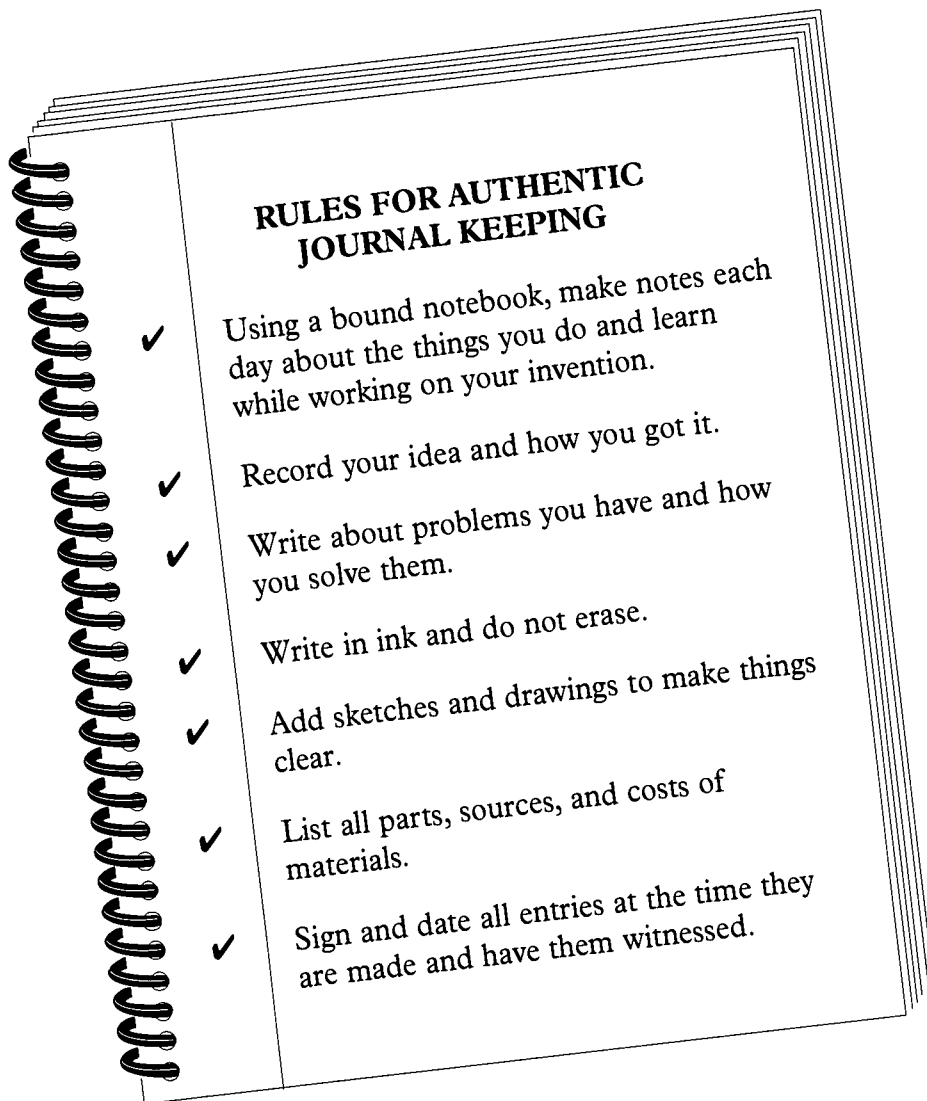 RULES FOR AUTHENTIC
JOURNAL KEEPING
✔ Using a bound notebook, make notes each
day about the things you do and learn
while working on your invention.
✔ Record your idea and how you got it.
✔ Write about problems you have and how
you solve them.
✔ Write in ink and do not erase.
✔ Add sketches and drawings to make things
clear.
✔ List all parts, sources, and costs of
materials.
✔ Sign and date all entries at the time they
are made and have them witnessed.